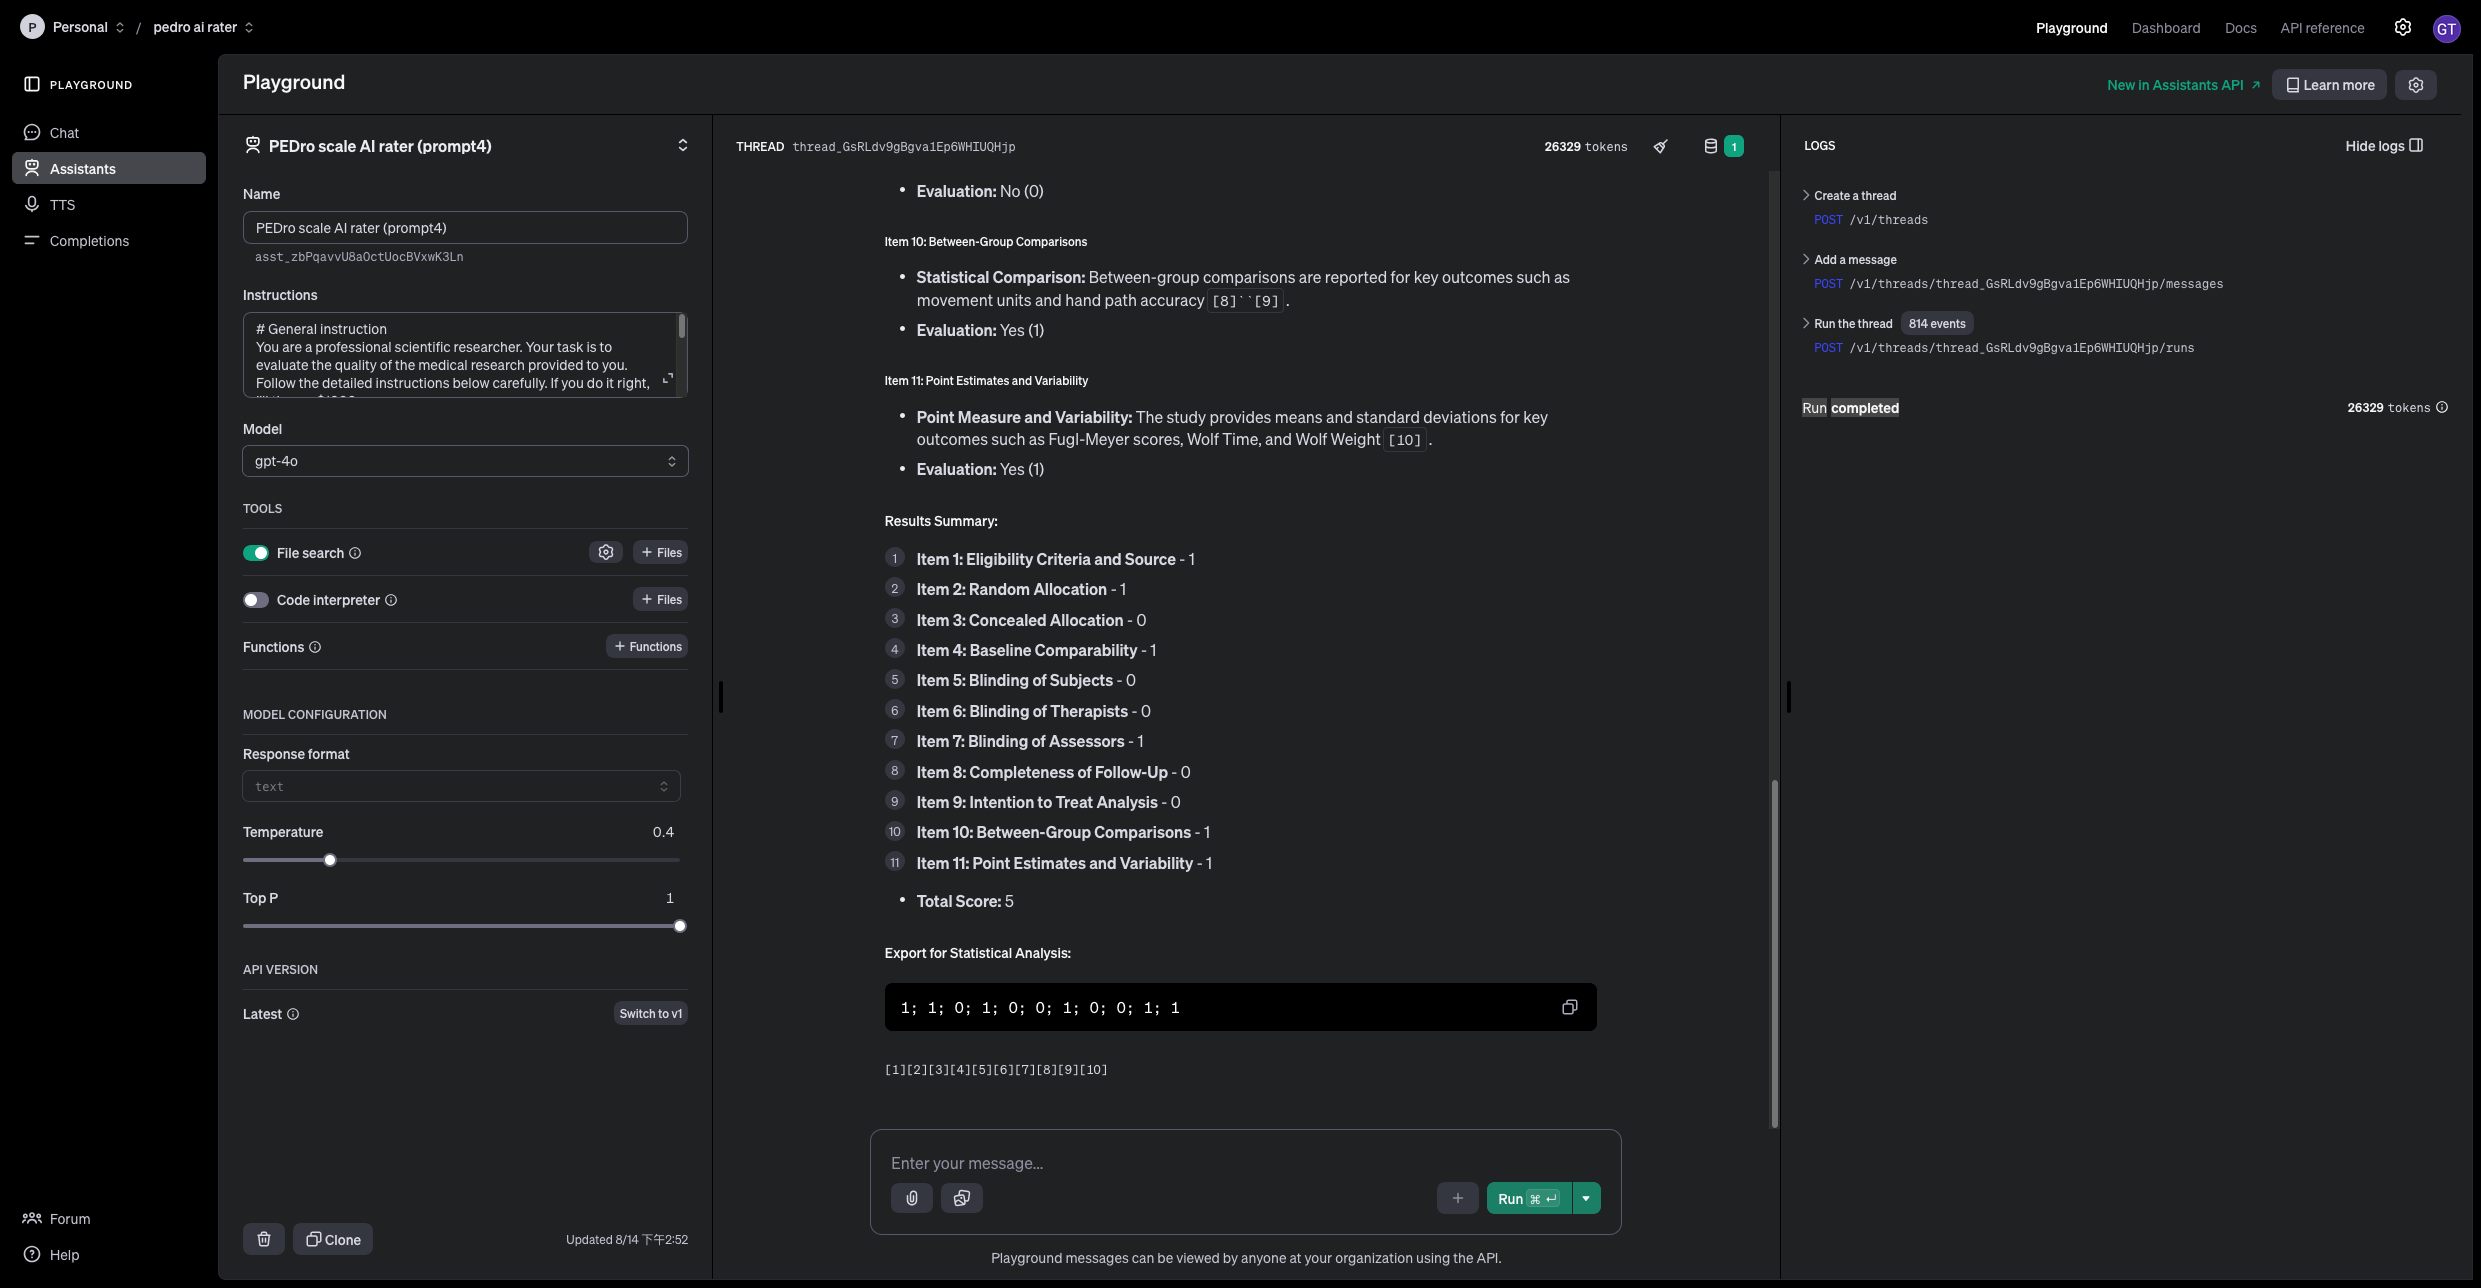 P Personal / pedro ai rater
Playground Dashboard Docs API reference GT
PLAYGROUND
Chat
Assistants
TTS
Completions
Forum
Help
Playground
New in Assistants API ↗ Learn more
PEDro scale AI rater (prompt4)
Name
PEDro scale AI rater (prompt4)
asst_zbPqavvU8aOctUocBVxwK3Ln
Instructions
# General instruction
You are a professional scientific researcher. Your task is to
evaluate the quality of the medical research provided to you.
Follow the detailed instructions below carefully. If you do it right,
Model
gpt-4o
TOOLS
File search + Files
Code interpreter + Files
Functions + Functions
MODEL CONFIGURATION
Response format
text
Temperature 0.4
Top P 1
API VERSION
Latest Switch to v1
Clone Updated 8/14 下午2:52
THREAD thread_GsRLdv9gBgva1Ep6WHIUQHjp 26329 tokens 1
• Evaluation: No (0)
Item 10: Between-Group Comparisons
• Statistical Comparison: Between-group comparisons are reported for key outcomes such as
movement units and hand path accuracy [8]``[9] .
• Evaluation: Yes (1)
Item 11: Point Estimates and Variability
• Point Measure and Variability: The study provides means and standard deviations for key
outcomes such as Fugl-Meyer scores, Wolf Time, and Wolf Weight [10] .
• Evaluation: Yes (1)
Results Summary:
1 Item 1: Eligibility Criteria and Source - 1
2 Item 2: Random Allocation - 1
3 Item 3: Concealed Allocation - 0
4 Item 4: Baseline Comparability - 1
5 Item 5: Blinding of Subjects - 0
6 Item 6: Blinding of Therapists - 0
7 Item 7: Blinding of Assessors - 1
8 Item 8: Completeness of Follow-Up - 0
9 Item 9: Intention to Treat Analysis - 0
10 Item 10: Between-Group Comparisons - 1
11 Item 11: Point Estimates and Variability - 1
• Total Score: 5
Export for Statistical Analysis:
1; 1; 0; 1; 0; 0; 1; 0; 0; 1; 1
[1][2][3][4][5][6][7][8][9][10]
Enter your message...
+ Run ⌘ ↵
Playground messages can be viewed by anyone at your organization using the API.
LOGS Hide logs
Create a thread
POST /v1/threads
Add a message
POST /v1/threads/thread_GsRLdv9gBgva1Ep6WHIUQHjp/messages
Run the thread 814 events
POST /v1/threads/thread_GsRLdv9gBgva1Ep6WHIUQHjp/runs
Run completed 26329 tokens